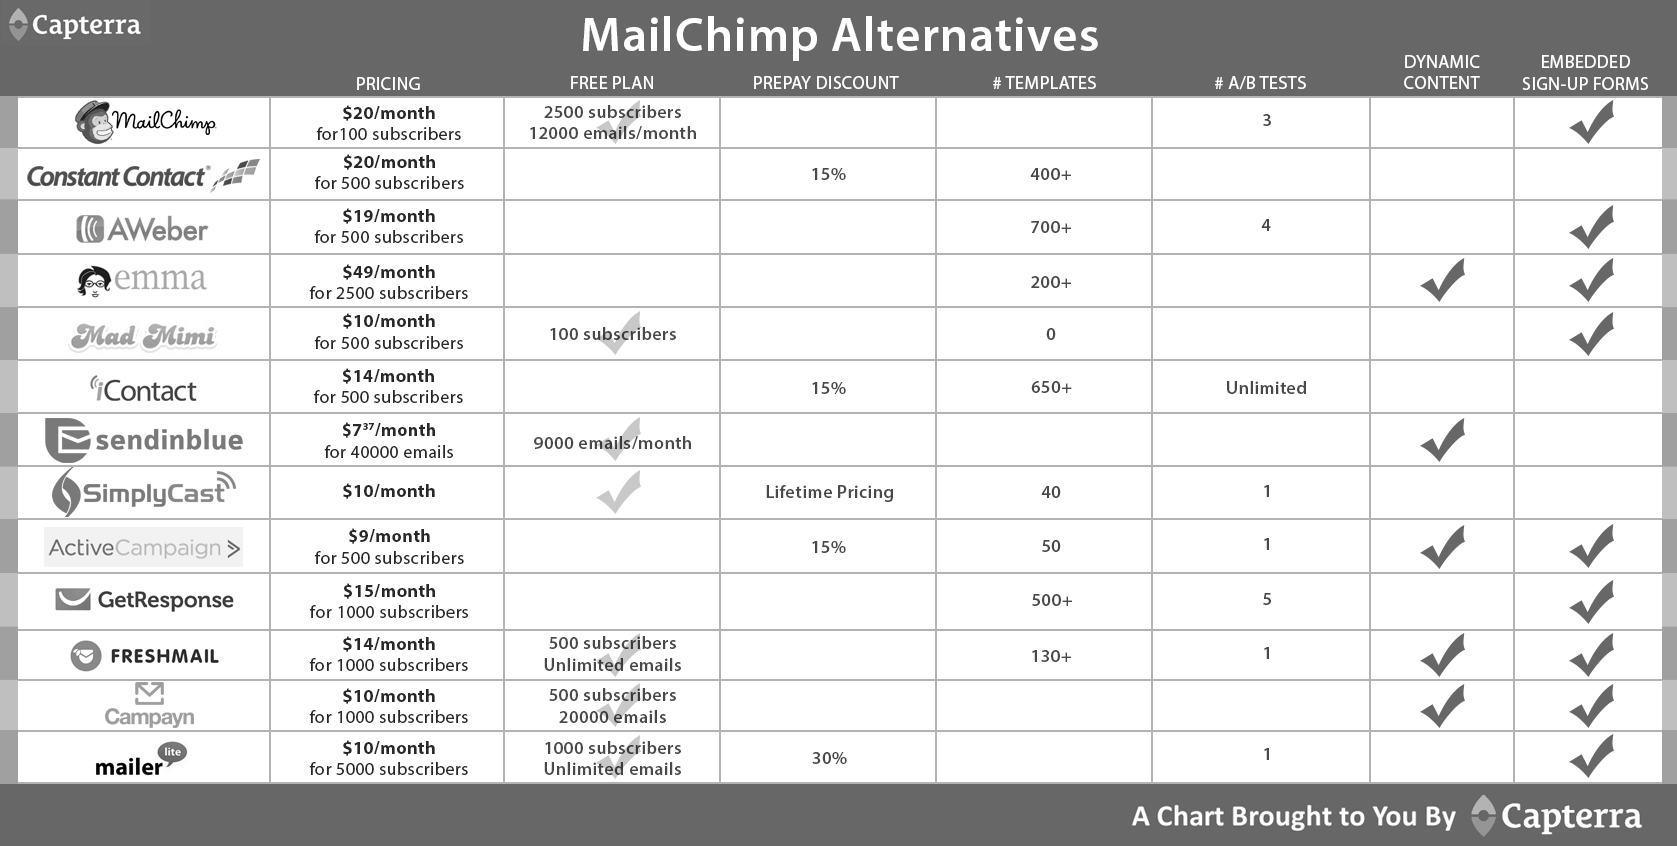 Capterra
MailChimp Alternatives
PRICING FREE PLAN PREPAY DISCOUNT # TEMPLATES # A/B TESTS DYNAMIC CONTENT EMBEDDED SIGN-UP FORMS
MailChimp $20/month 2500 subscribers 3
for100 subscribers 12000 emails/month
Constant Contact® $20/month 15% 400+
for 500 subscribers
AWeber $19/month 700+ 4
for 500 subscribers
emma $49/month 200+
for 2500 subscribers
Mad Mimi $10/month 100 subscribers 0
for 500 subscribers
iContact $14/month 15% 650+ Unlimited
for 500 subscribers
sendinblue $7³⁷/month 9000 emails/month
for 40000 emails
SimplyCast $10/month Lifetime Pricing 40 1
ActiveCampaign > $9/month 15% 50 1
for 500 subscribers
GetResponse $15/month 500+ 5
for 1000 subscribers
FRESHMAIL $14/month 500 subscribers 130+ 1
for 1000 subscribers Unlimited emails
Campayn $10/month 500 subscribers
for 1000 subscribers 20000 emails
mailer lite $10/month 1000 subscribers 30% 1
for 5000 subscribers Unlimited emails
A Chart Brought to You By Capterra